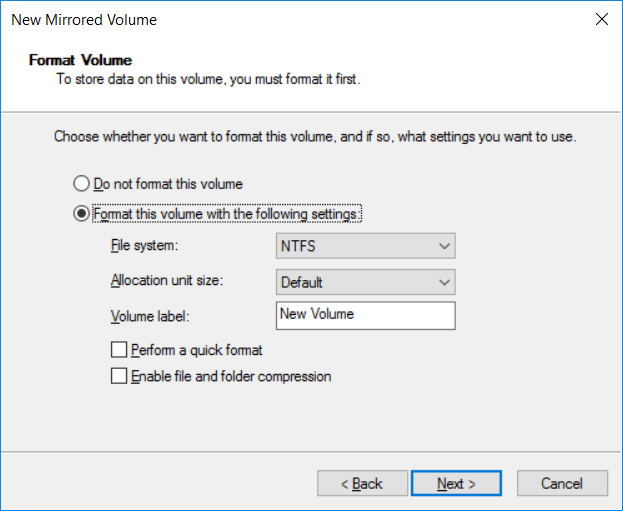 New Mirrored Volume
Format Volume
To store data on this volume, you must format it first.
Choose whether you want to format this volume, and if so, what settings you want to use.
Do not format this volume
Format this volume with the following settings:
File system: NTFS
Allocation unit size: Default
Volume label: New Volume
Perform a quick format
Enable file and folder compression
< Back Next > Cancel